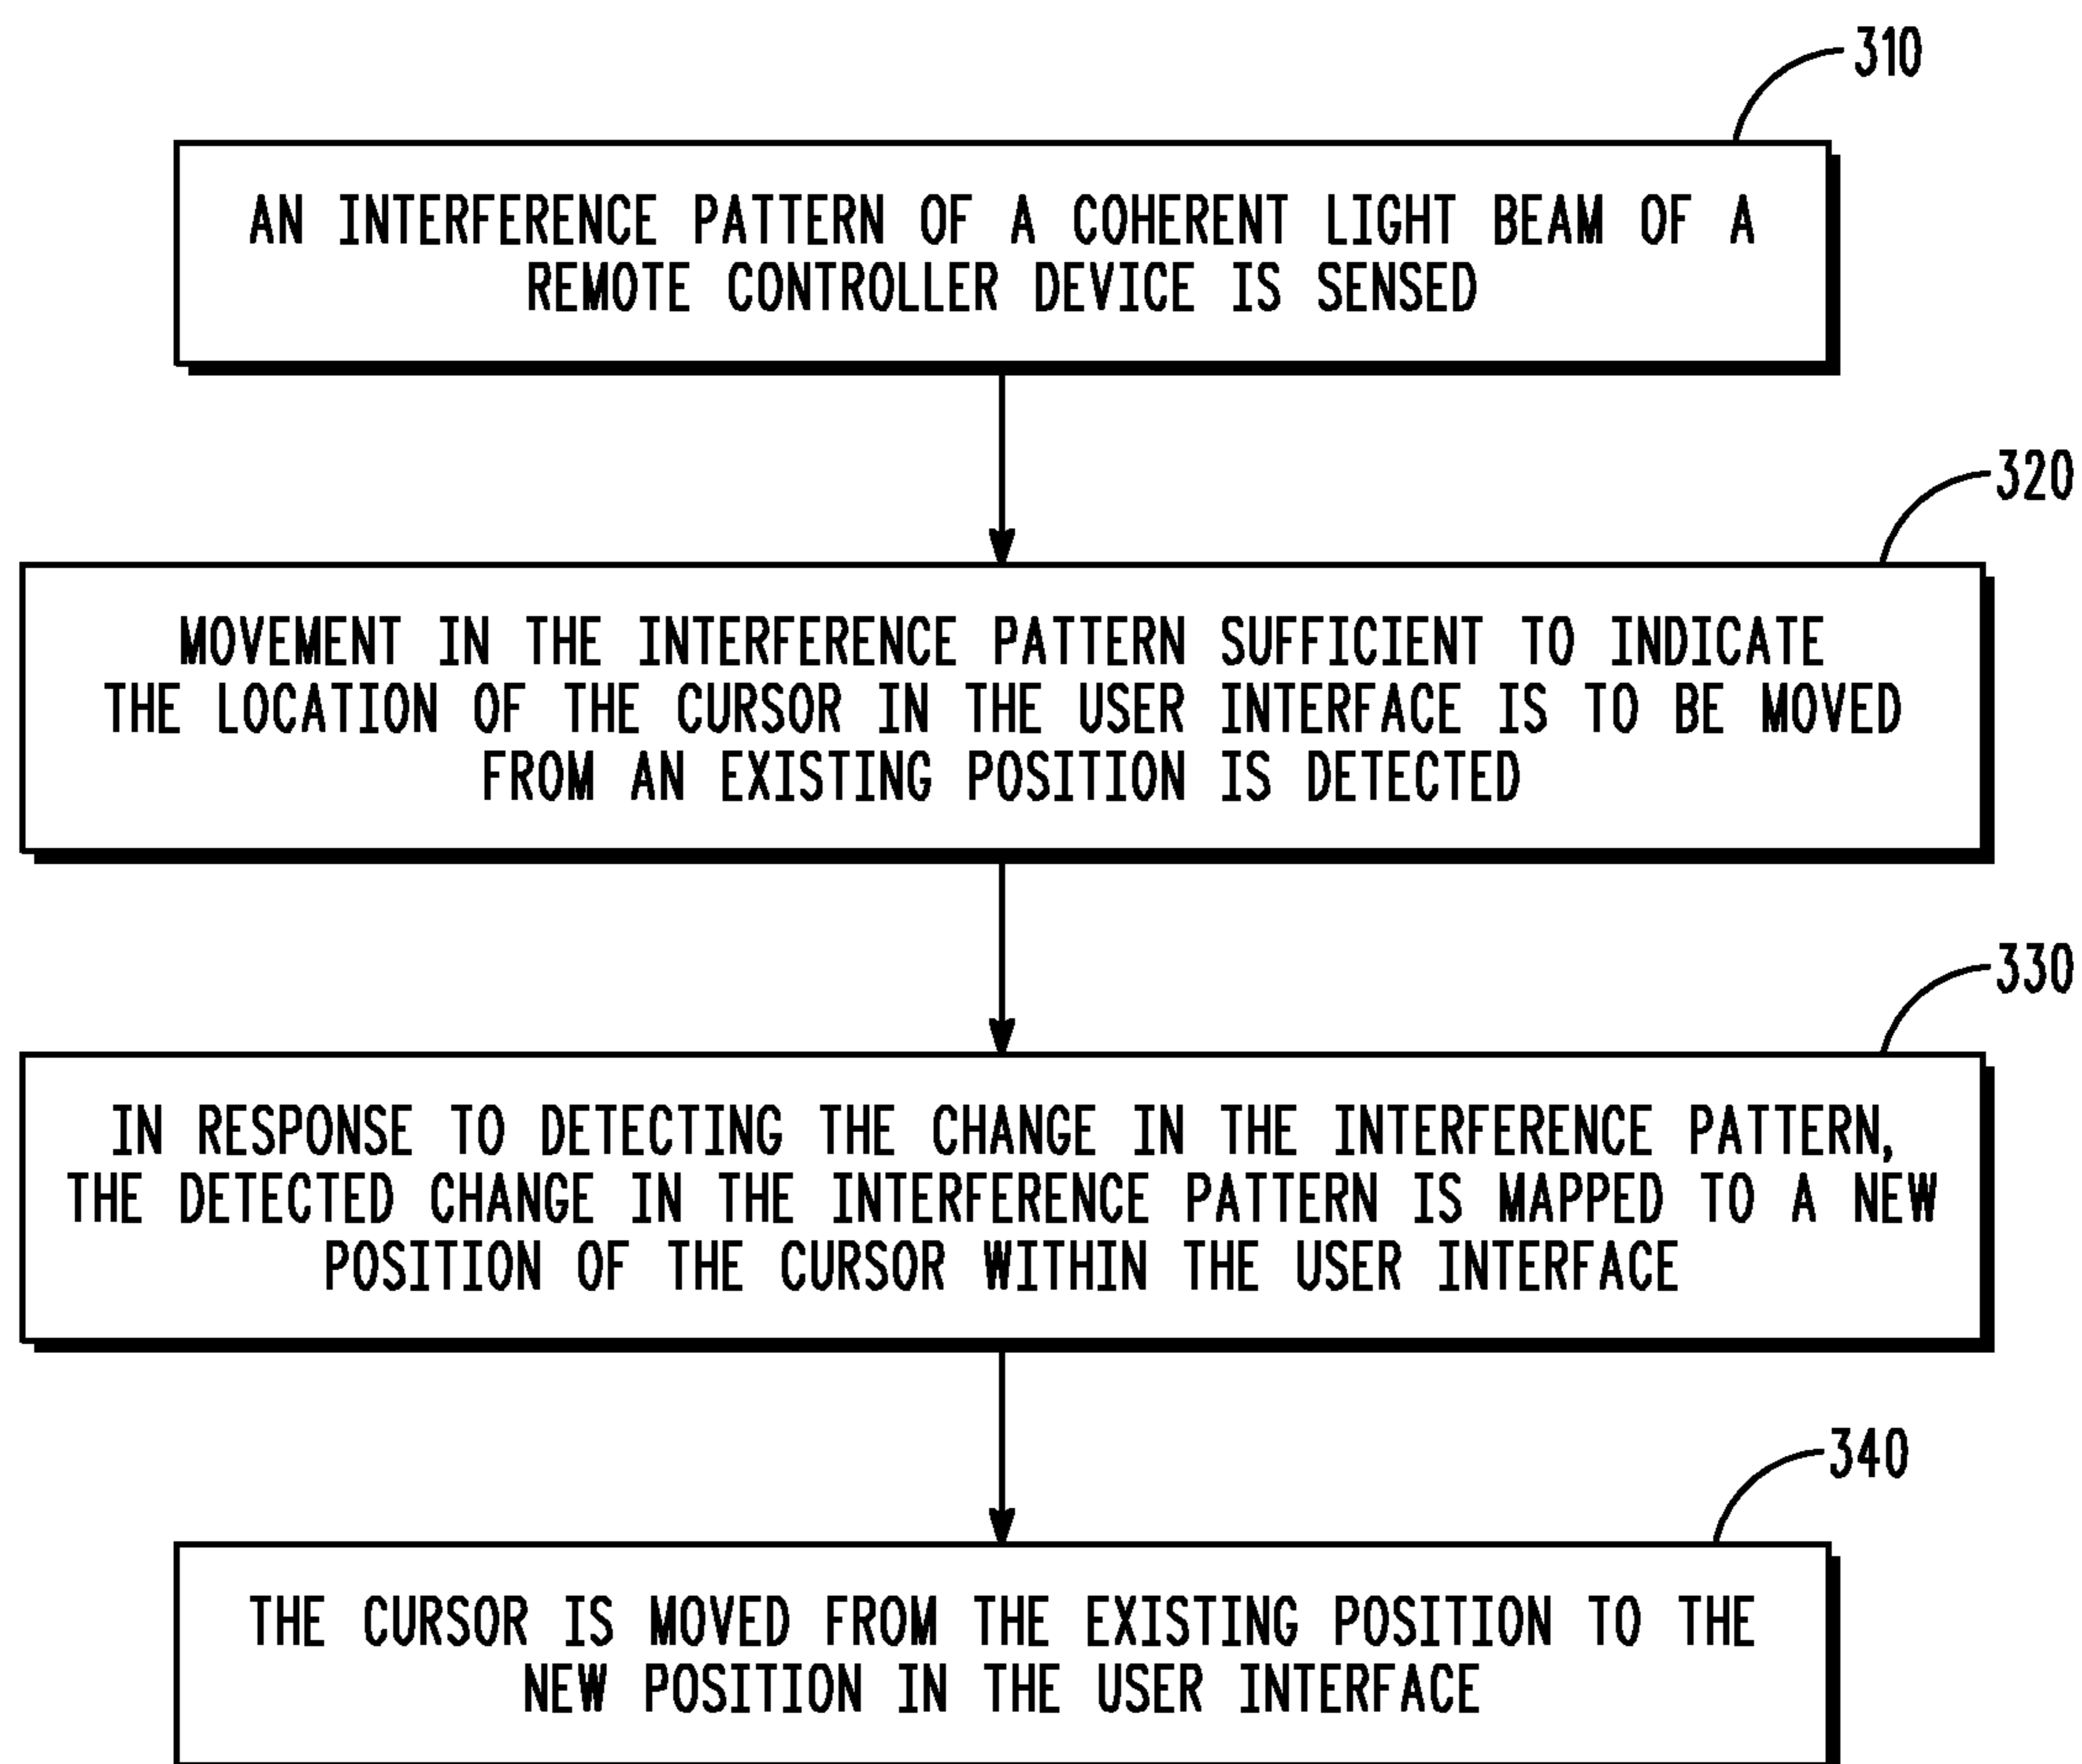 310
AN INTERFERENCE PATTERN OF A COHERENT LIGHT BEAM OF A
REMOTE CONTROLLER DEVICE IS SENSED
320
MOVEMENT IN THE INTERFERENCE PATTERN SUFFICIENT TO INDICATE
THE LOCATION OF THE CURSOR IN THE USER INTERFACE IS TO BE MOVED
FROM AN EXISTING POSITION IS DETECTED
330
IN RESPONSE TO DETECTING THE CHANGE IN THE INTERFERENCE PATTERN,
THE DETECTED CHANGE IN THE INTERFERENCE PATTERN IS MAPPED TO A NEW
POSITION OF THE CURSOR WITHIN THE USER INTERFACE
340
THE CURSOR IS MOVED FROM THE EXISTING POSITION TO THE
NEW POSITION IN THE USER INTERFACE